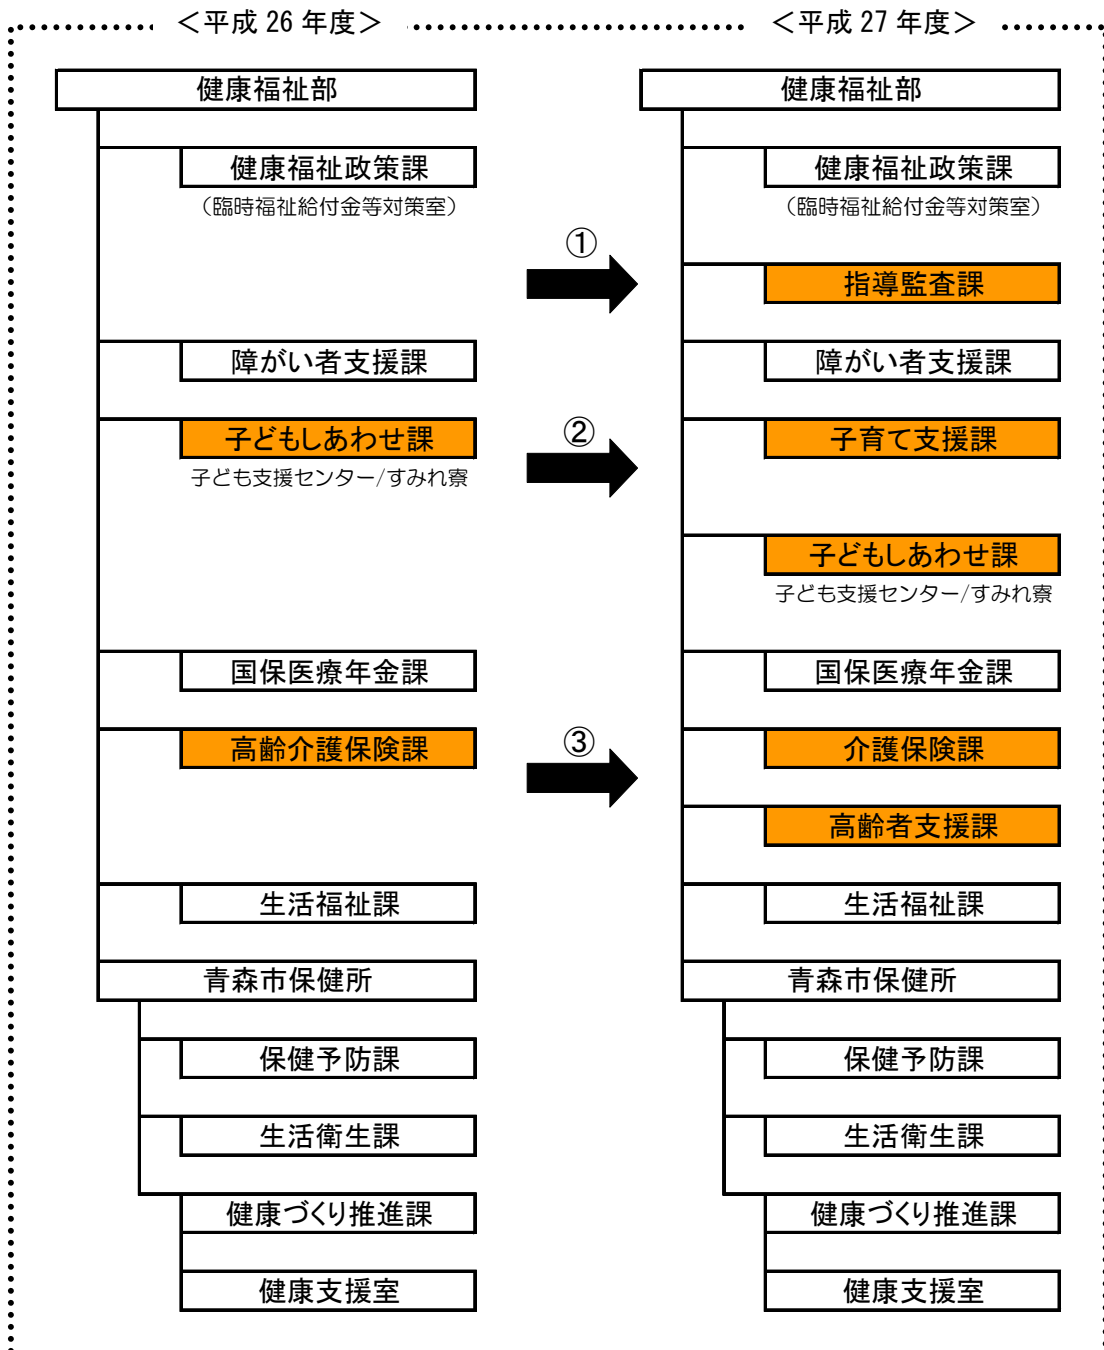 ＜平成 26 年度＞
健康福祉部
健康福祉政策課
（臨時福祉給付金等対策室）
障がい者支援課
子どもしあわせ課
子ども支援センター/すみれ寮
国保医療年金課
高齢介護保険課
生活福祉課
青森市保健所
保健予防課
生活衛生課
健康づくり推進課
健康支援室
①
②
③
＜平成 27 年度＞
健康福祉部
健康福祉政策課
（臨時福祉給付金等対策室）
指導監査課
障がい者支援課
子育て支援課
子どもしあわせ課
子ども支援センター/すみれ寮
国保医療年金課
介護保険課
高齢者支援課
生活福祉課
青森市保健所
保健予防課
生活衛生課
健康づくり推進課
健康支援室